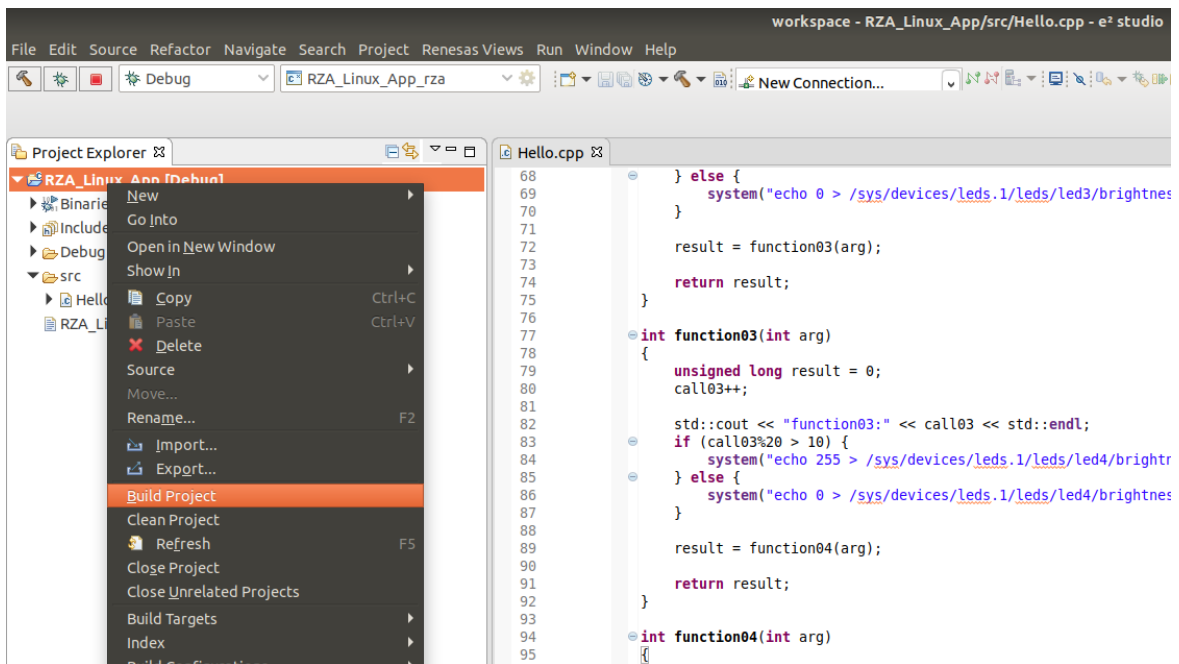 workspace - RZA_Linux_App/src/Hello.cpp - e² studio
File Edit Source Refactor Navigate Search Project Renesas Views Run Window Help
Debug
RZA_Linux_App_rza
New Connection...
Project Explorer
RZA_Linux_App [Debug]
Binarie
Include
Debug
src
Hello
RZA_Li
New
Go Into
Open in New Window
Show In
Copy Ctrl+C
Paste Ctrl+V
Delete
Source
Move...
Rename... F2
Import...
Export...
Build Project
Clean Project
Refresh F5
Close Project
Close Unrelated Projects
Build Targets
Index
Build Configurations
Hello.cpp
68 } else {
69 system("echo 0 > /sys/devices/leds.1/leds/led3/brightnes
70 }
71
72 result = function03(arg);
73
74 return result;
75 }
76
77 int function03(int arg)
78 {
79 unsigned long result = 0;
80 call03++;
81
82 std::cout << "function03:" << call03 << std::endl;
83 if (call03%20 > 10) {
84 system("echo 255 > /sys/devices/leds.1/leds/led4/brightn
85 } else {
86 system("echo 0 > /sys/devices/leds.1/leds/led4/brightnes
87 }
88
89 result = function04(arg);
90
91 return result;
92 }
93
94 int function04(int arg)
95 {